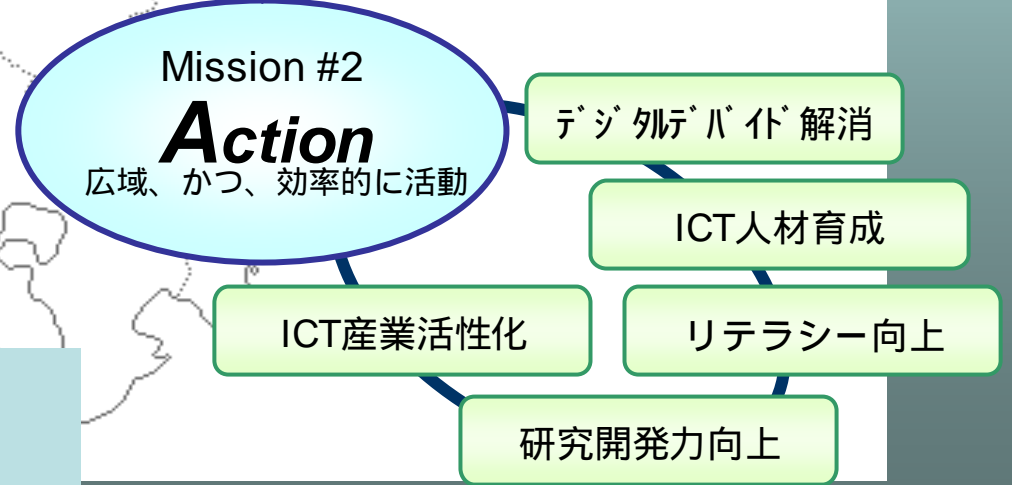 Mission #2
Action
広域、かつ、効率的に活動
ﾃﾞｼﾞﾀﾙﾃﾞﾊﾞｲﾄﾞ解消
ICT人材育成
リテラシー向上
研究開発力向上
ICT産業活性化